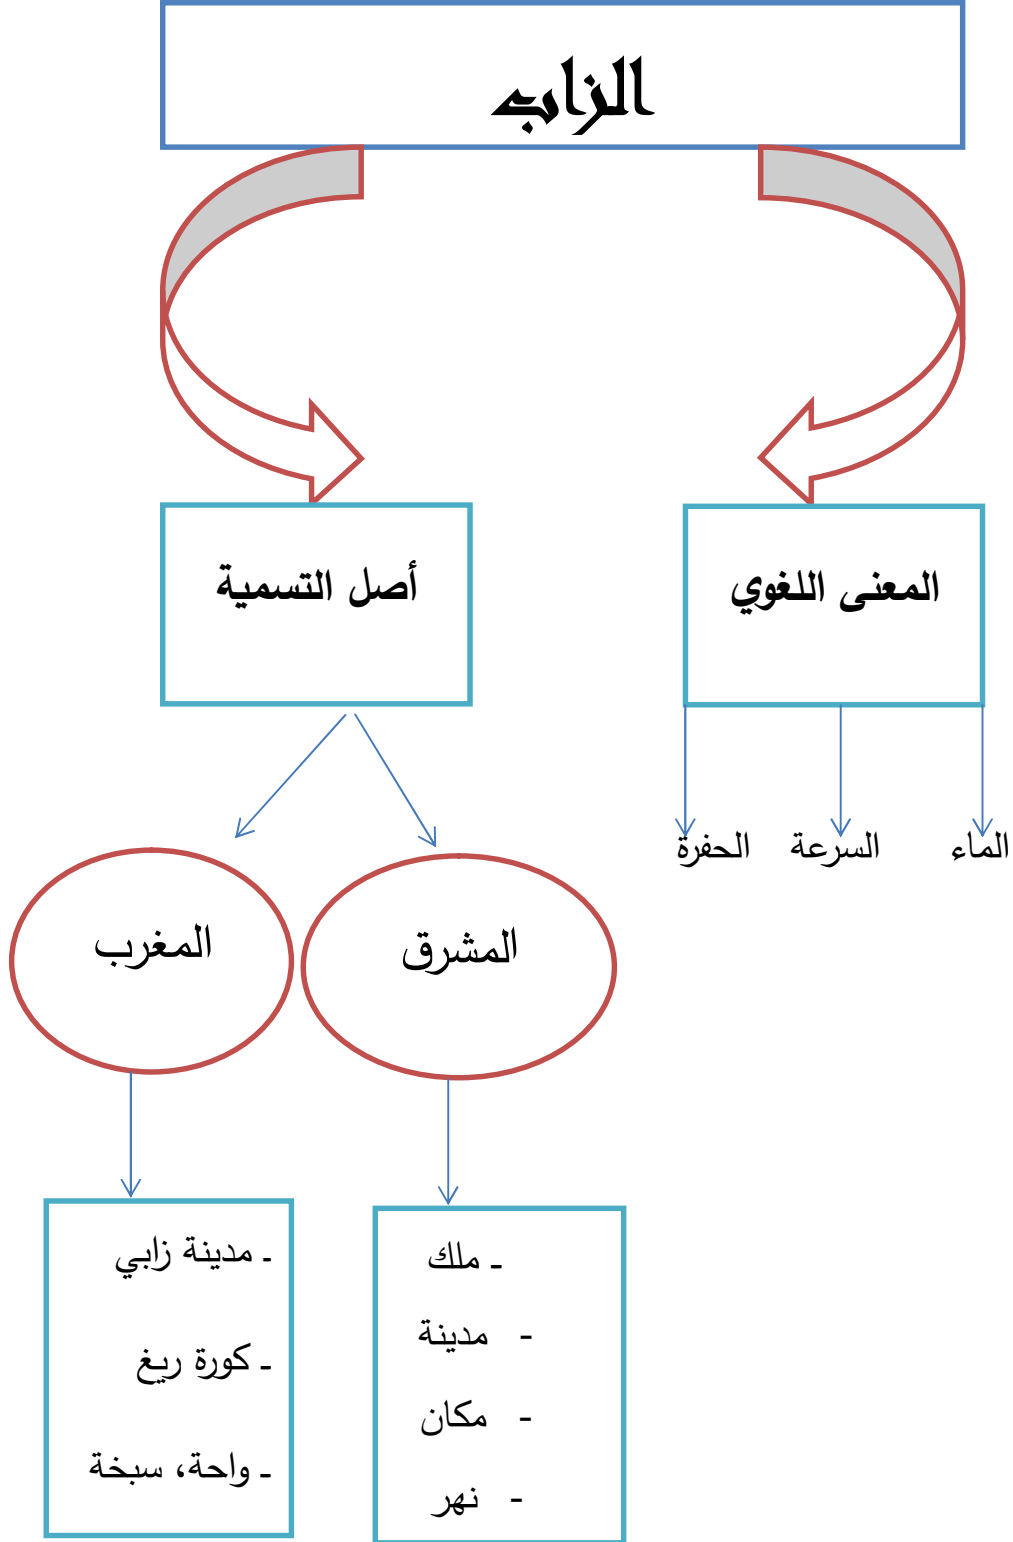 الزاب
المعنى اللغوي
أصل التسمية
الماء
السرعة
الحفرة
المشرق
المغرب
ـ ملك
- مدينة
- مكان
- نهر
ـ مدينة زابي
ـ كورة ريغ
ـ واحة، سبخة